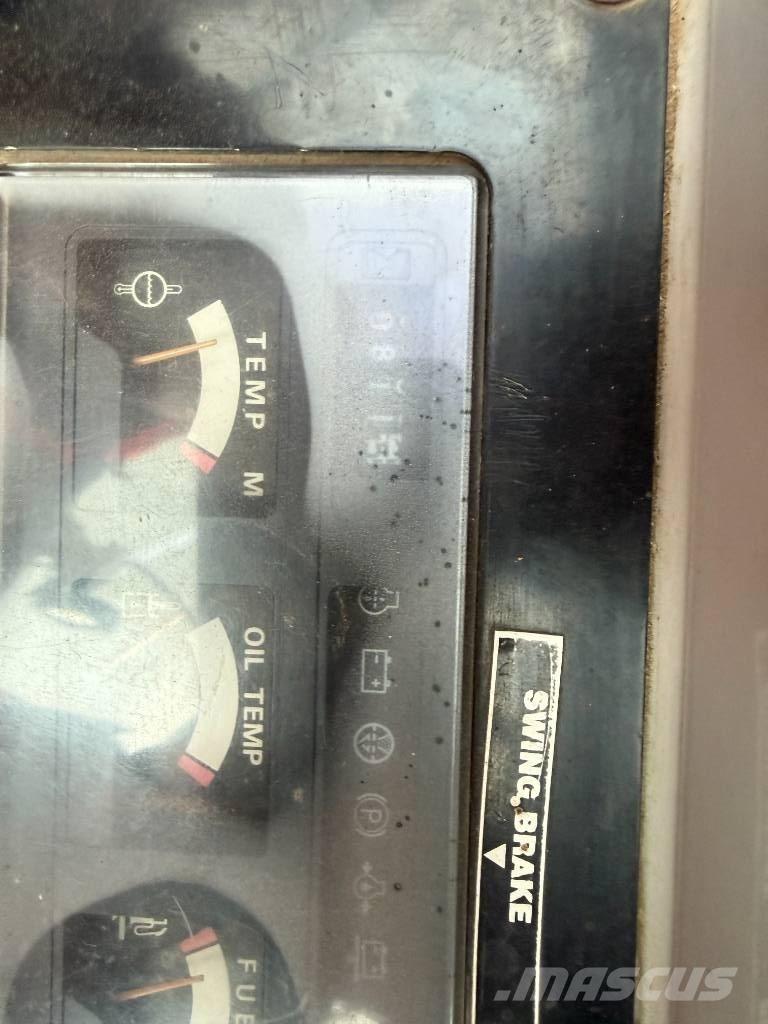 TEMP M
OIL TEMP
FUE
SWING BRAKE
P
.MASCUS